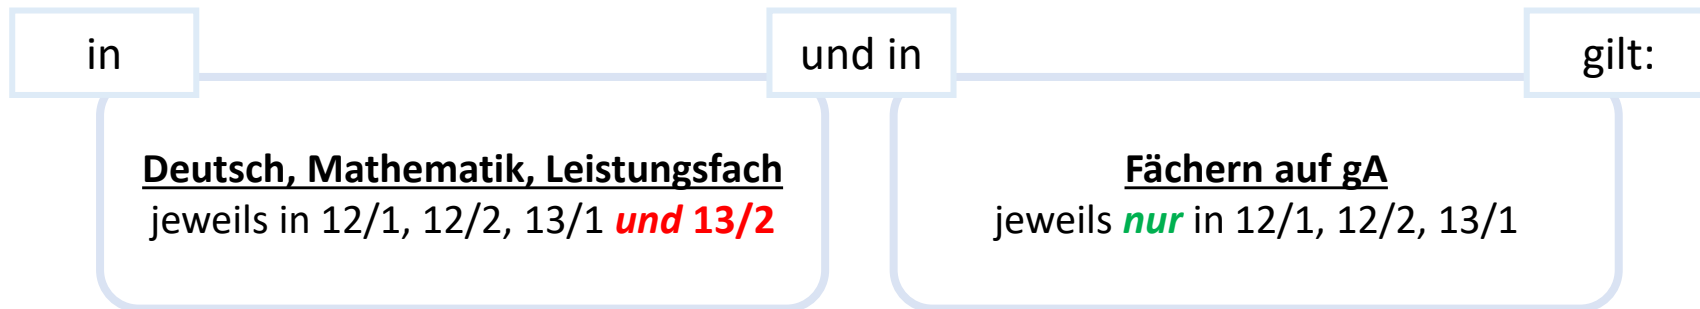 in
Deutsch, Mathematik, Leistungsfach
jeweils in 12/1, 12/2, 13/1 und 13/2
und in
Fächern auf gA
jeweils nur in 12/1, 12/2, 13/1
gilt: